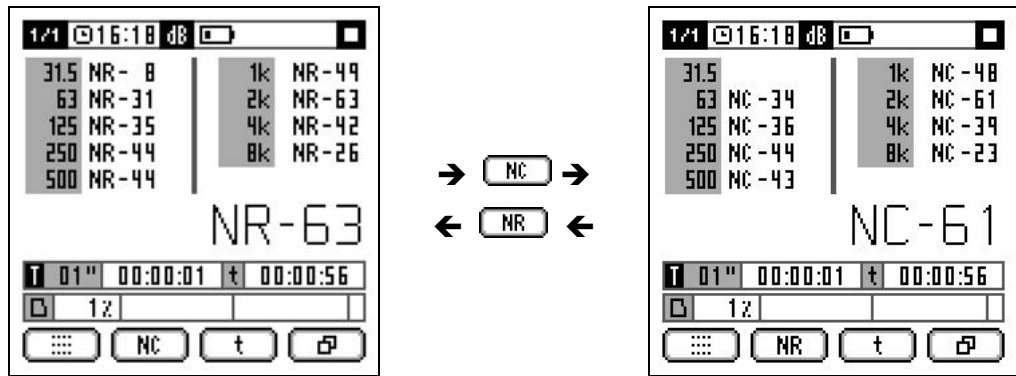 1/1 16:18 dB
31.5 NR- 8 1k NR-49
63 NR-31 2k NR-63
125 NR-35 4k NR-42
250 NR-44 8k NR-26
500 NR-44
NR-63
T 01" 00:00:01 t 00:00:56
1%
NC t
→ NC →
← NR ←
1/1 16:18 dB
31.5 1k NC-48
63 NC-34 2k NC-61
125 NC-36 4k NC-39
250 NC-44 8k NC-23
500 NC-43
NC-61
T 01" 00:00:01 t 00:00:56
1%
NR t